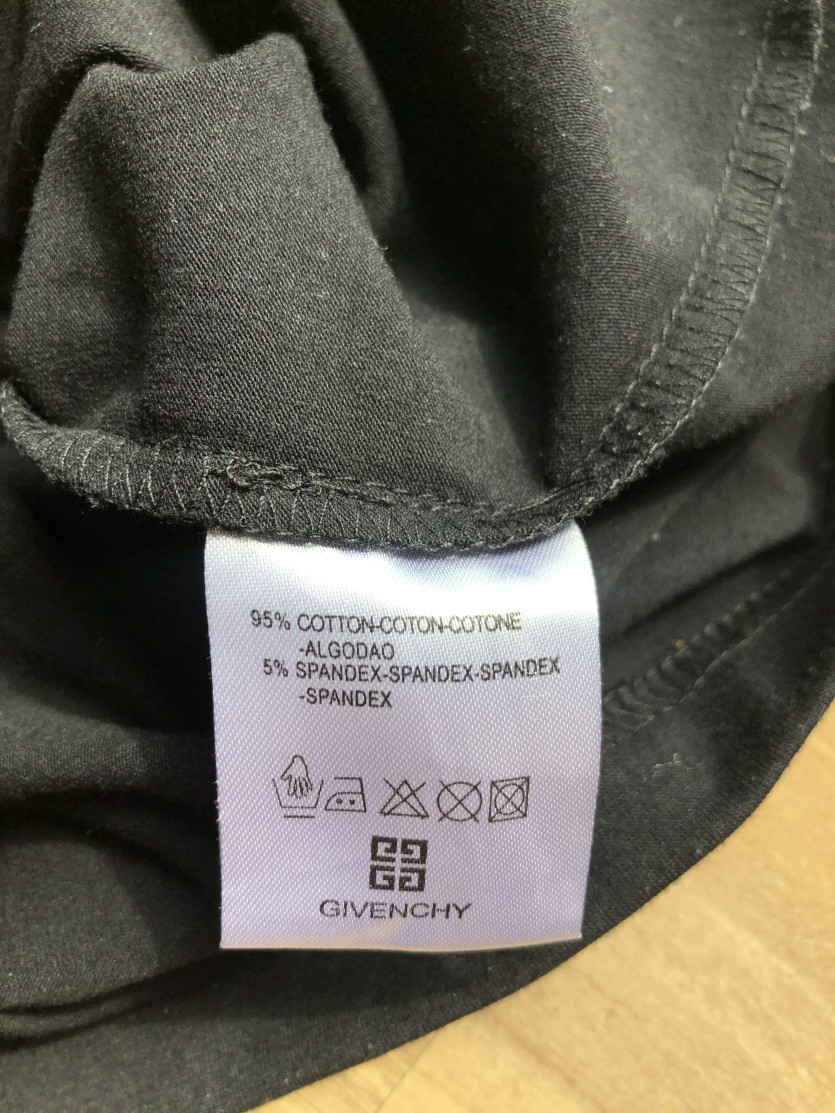 95% COTTON-COTON-COTONE
-ALGODAO
5% SPANDEX-SPANDEX-SPANDEX
-SPANDEX
GIVENCHY